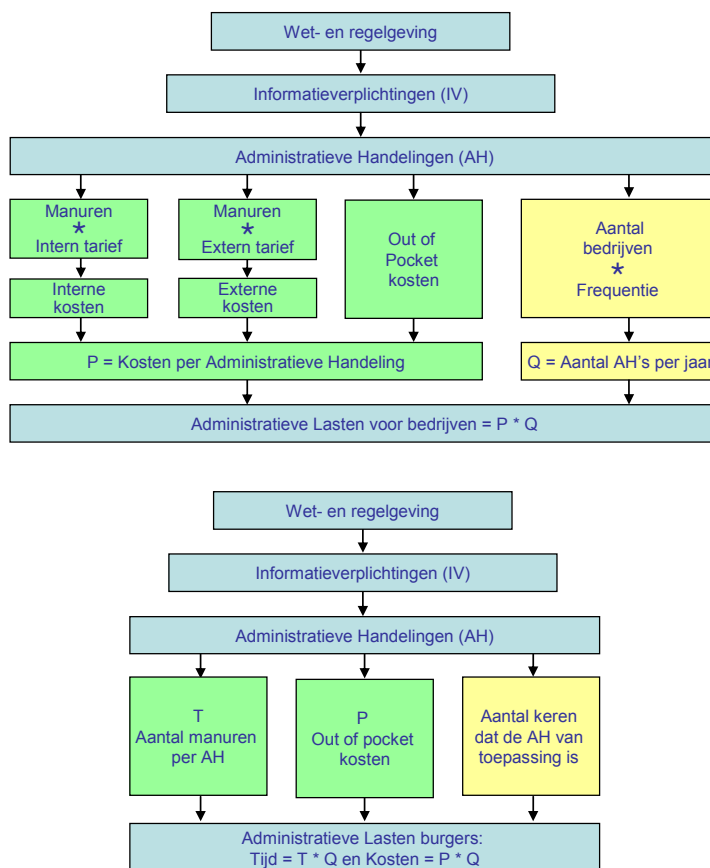 Wet- en regelgeving
Informatieverplichtingen (IV)
Administratieve Handelingen (AH)
Manuren
*
Intern tarief
Manuren
*
Extern tarief
Out of
Pocket
kosten
Aantal
bedrijven
*
Frequentie
Interne
kosten
Externe
kosten
P = Kosten per Administratieve Handeling
Q = Aantal AH's per jaar
Administratieve Lasten voor bedrijven = P * Q
Wet- en regelgeving
Informatieverplichtingen (IV)
Administratieve Handelingen (AH)
T
Aantal manuren
per AH
P
Out of pocket
kosten
Aantal keren
dat de AH van
toepassing is
Administratieve Lasten burgers:
Tijd = T * Q en Kosten = P * Q